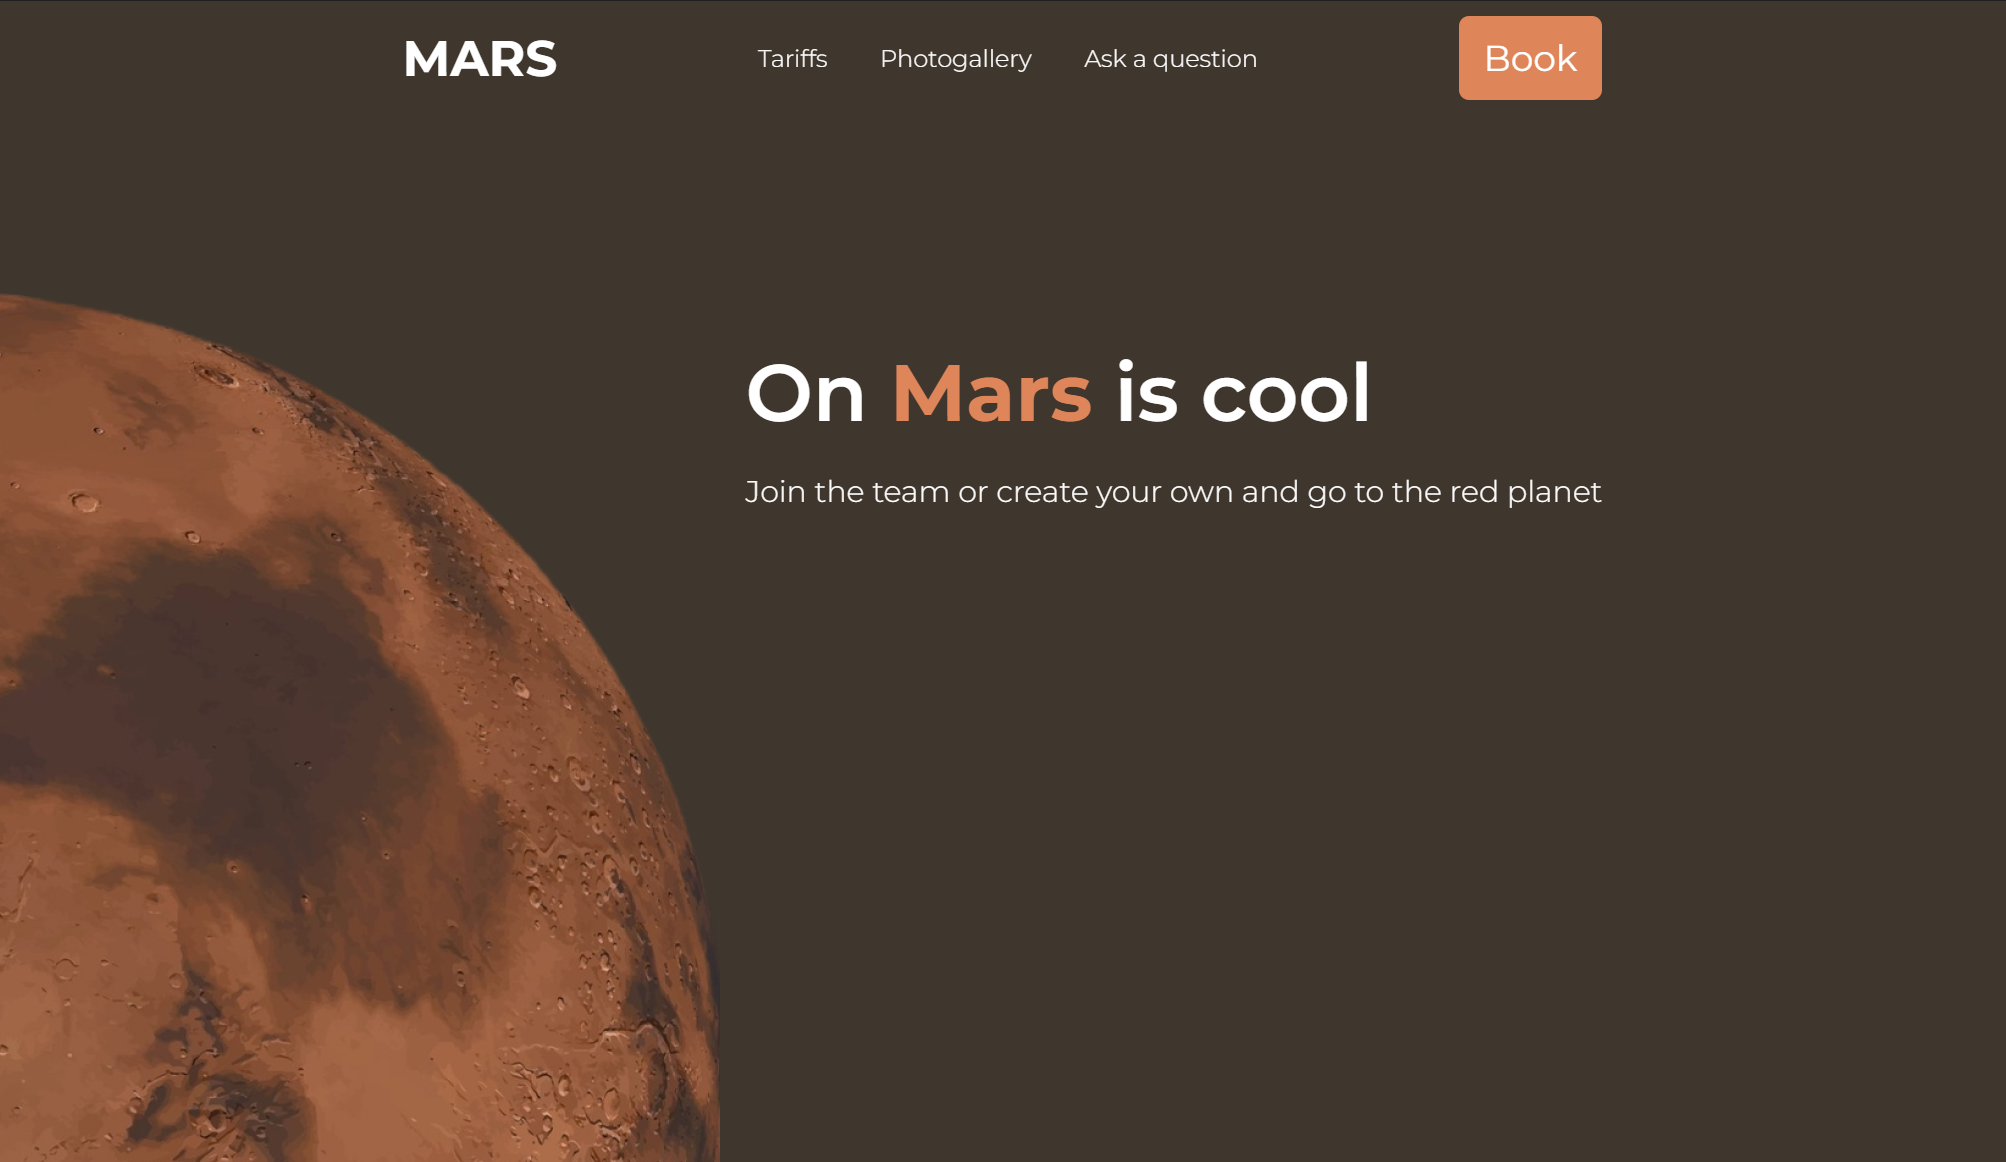 MARS
Tariffs
Photogallery
Ask a question
Book
On Mars is cool
Join the team or create your own and go to the red planet